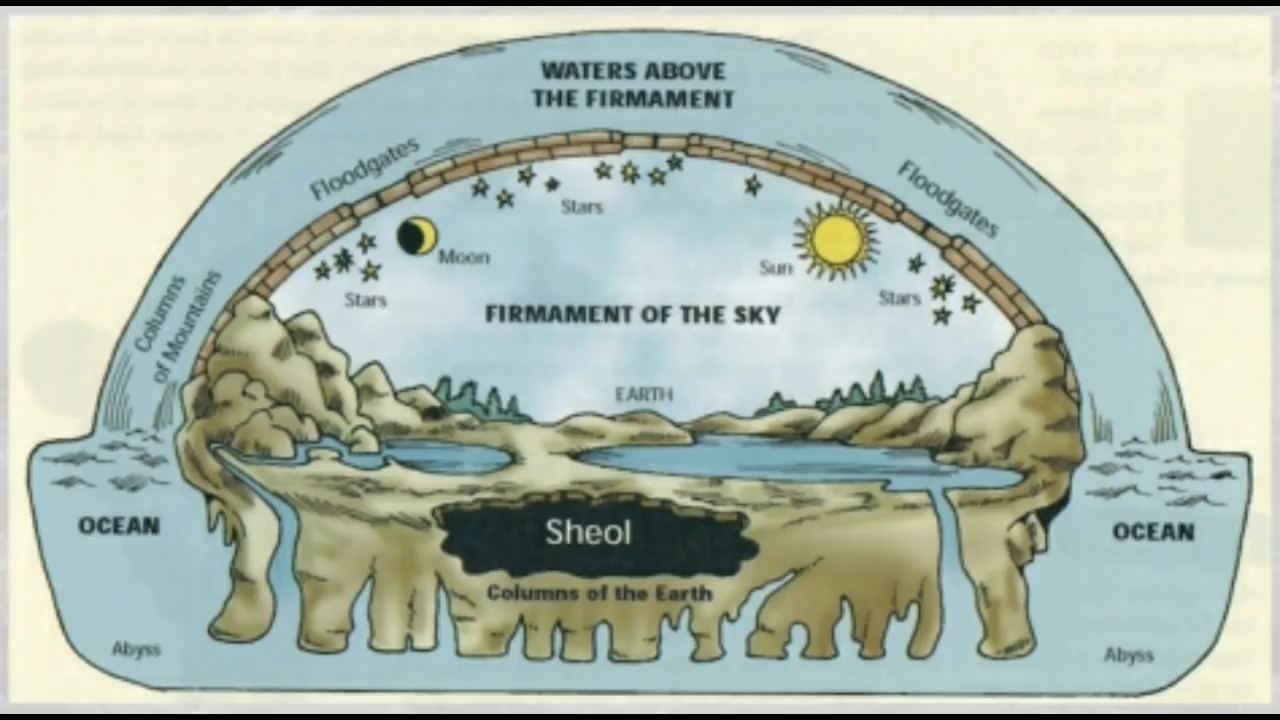 WATERS ABOVE
THE FIRMAMENT
Floodgates
Floodgates
Stars
Moon
Sun
Stars
Stars
Columns
of Mountains
FIRMAMENT OF THE SKY
EARTH
OCEAN
Sheol
OCEAN
Columns of the Earth
Abyss
Abyss